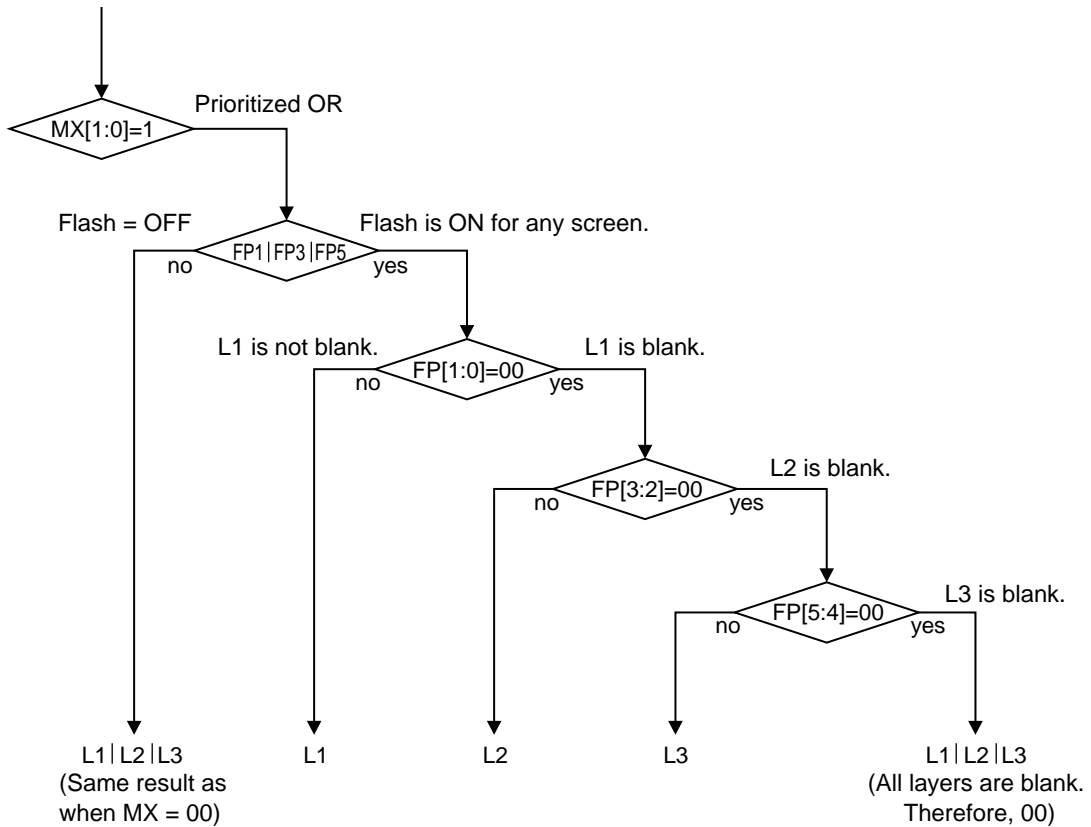 Prioritized OR
MX[1:0]=1
Flash = OFF
Flash is ON for any screen.
FP1|FP3|FP5
no
yes
L1 is not blank.
L1 is blank.
FP[1:0]=00
no
yes
L2 is blank.
FP[3:2]=00
no
yes
L3 is blank.
FP[5:4]=00
no
yes
L1|L2|L3
(Same result as
when MX = 00)
L1
L2
L3
L1|L2|L3
(All layers are blank.
Therefore, 00)